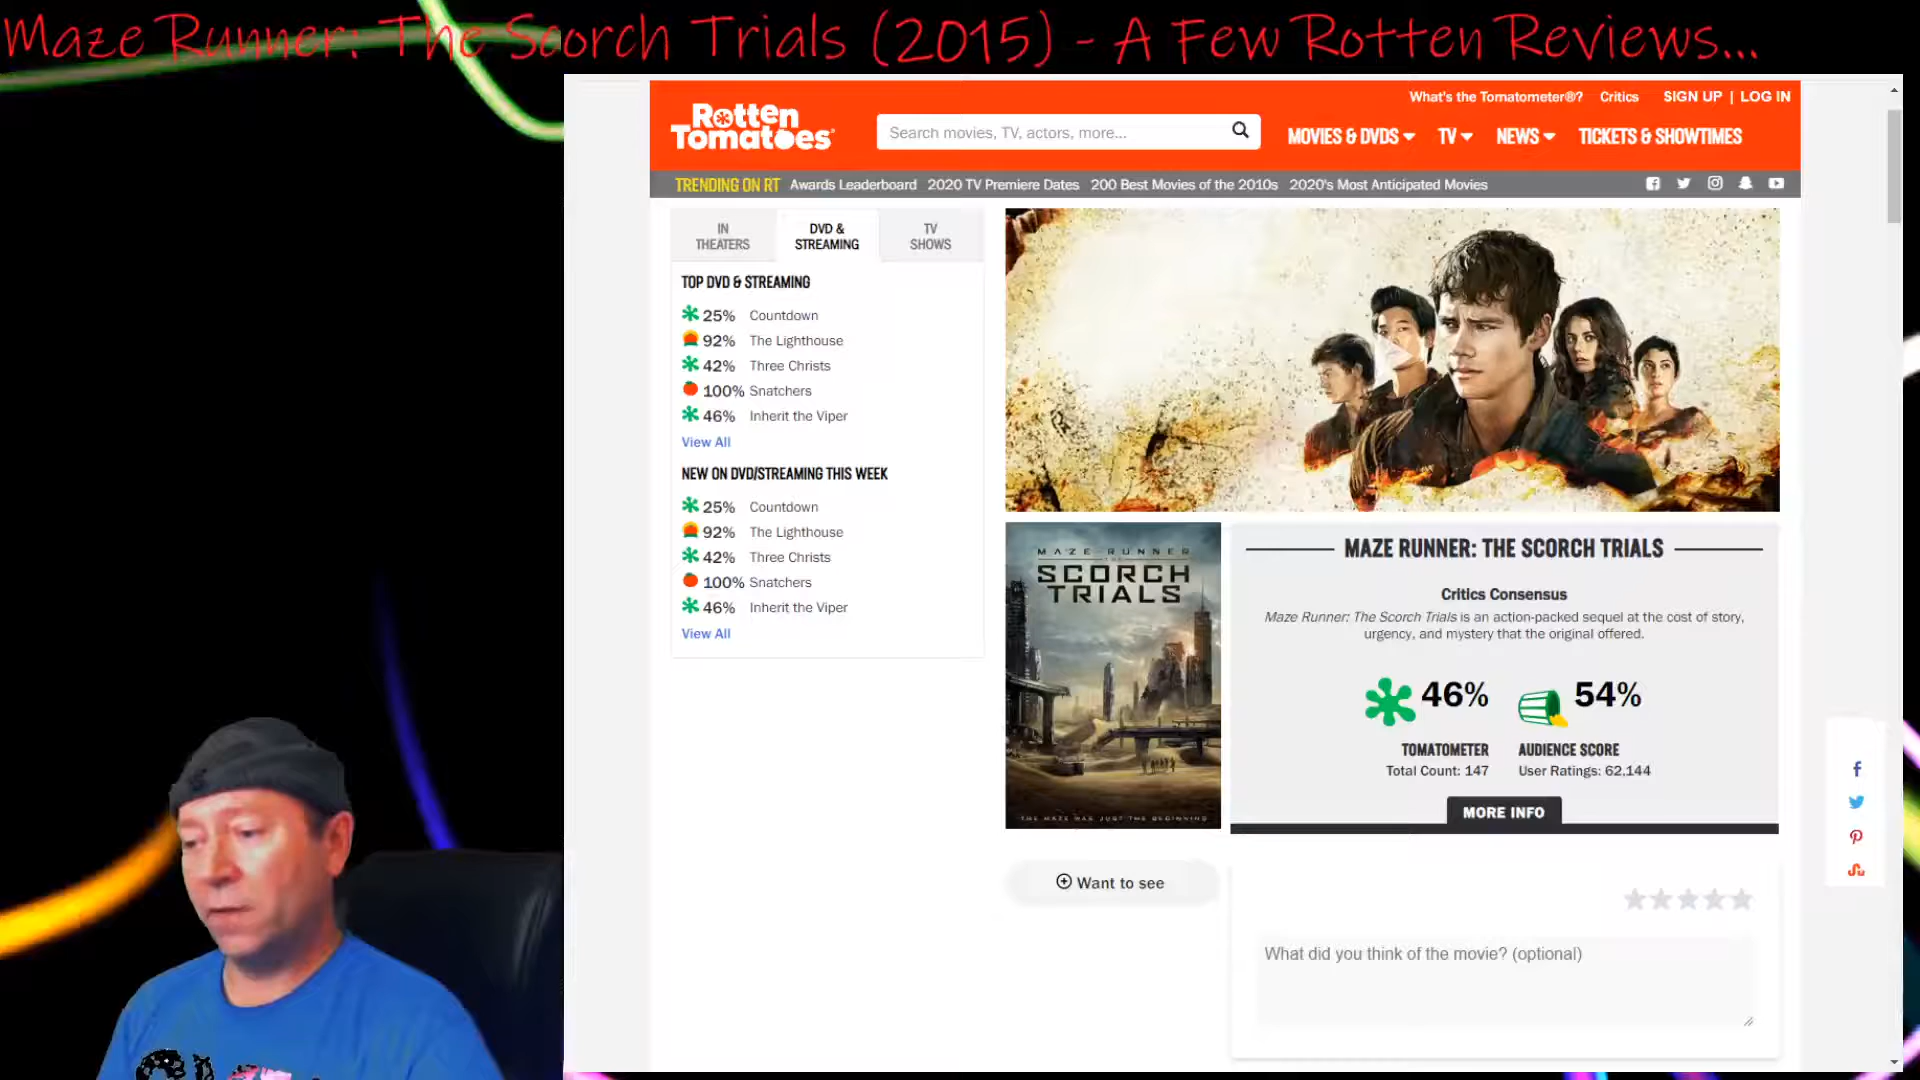 Maze Runner: The Scorch Trials (2015) - A Few Rotten Reviews...
What's the Tomatometer®? Critics SIGN UP | LOG IN
Rotten Tomatoes
Search movies, TV, actors, more...
MOVIES & DVDS TV NEWS TICKETS & SHOWTIMES
TRENDING ON RT Awards Leaderboard 2020 TV Premiere Dates 200 Best Movies of the 2010s 2020's Most Anticipated Movies
IN THEATERS
DVD & STREAMING
TV SHOWS
TOP DVD & STREAMING
25% Countdown
92% The Lighthouse
42% Three Christs
100% Snatchers
46% Inherit the Viper
View All
NEW ON DVD/STREAMING THIS WEEK
25% Countdown
92% The Lighthouse
42% Three Christs
100% Snatchers
46% Inherit the Viper
View All
MAZE RUNNER
SCORCH
TRIALS
THE MAZE WAS JUST THE BEGINNING
MAZE RUNNER: THE SCORCH TRIALS
Critics Consensus
Maze Runner: The Scorch Trials is an action-packed sequel at the cost of story,
urgency, and mystery that the original offered.
46% 54%
TOMATOMETER AUDIENCE SCORE
Total Count: 147 User Ratings: 62,144
MORE INFO
Want to see
What did you think of the movie? (optional)